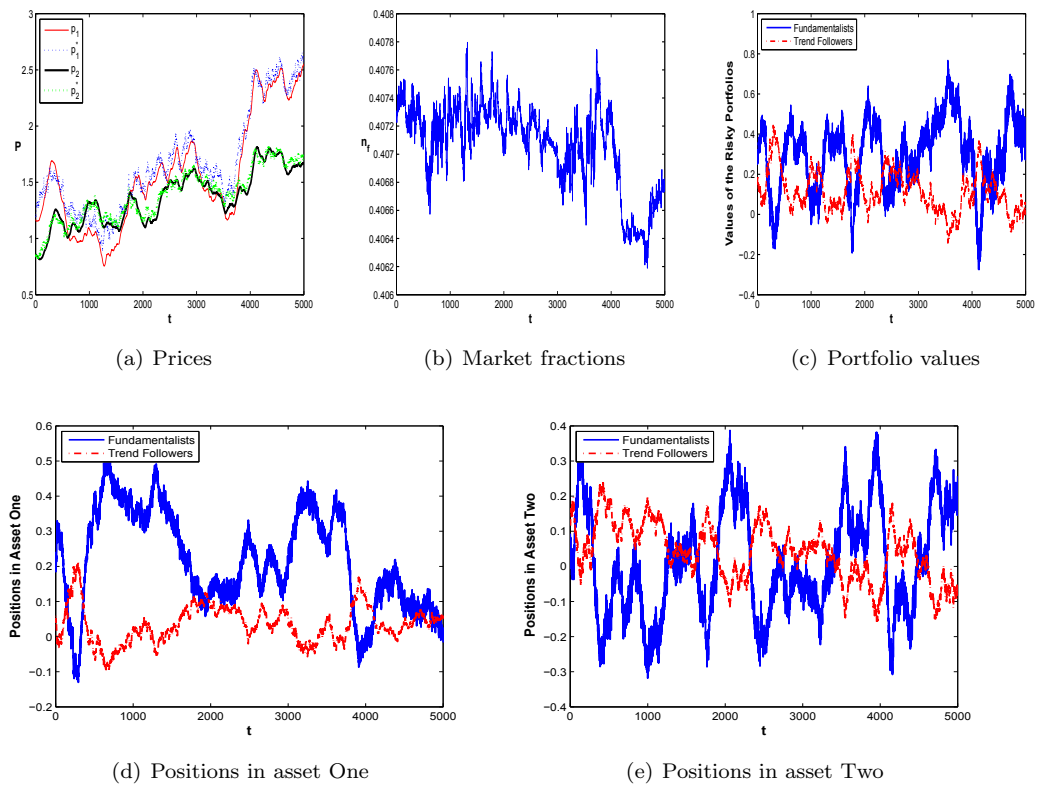 3
2.5
2
P
1.5
1
0.5
0 1000 2000 3000 4000 5000
t
p1
p1*
p2
p2*
(a) Prices
0.408
0.4078
0.4074
0.4072
nf
0.407
0.4068
0.4066
0.4064
0.4062
0.406
0 1000 2000 3000 4000 5000
t
(b) Market fractions
Values of the Risky Portfolios
1
0.8
0.6
0.4
0.2
0
−0.2
−0.4
0 1000 2000 3000 4000 5000
t
Fundamentalists
Trend Followers
(c) Portfolio values
Positions in Asset One
0.6
0.5
0.4
0.3
0.2
0.1
0
−0.1
−0.2
0 1000 2000 3000 4000 5000
t
Fundamentalists
Trend Followers
(d) Positions in asset One
Positions in Asset Two
0.4
0.3
0.2
0.1
0
−0.1
−0.2
−0.3
−0.4
0 1000 2000 3000 4000 5000
t
Fundamentalists
Trend Followers
(e) Positions in asset Two